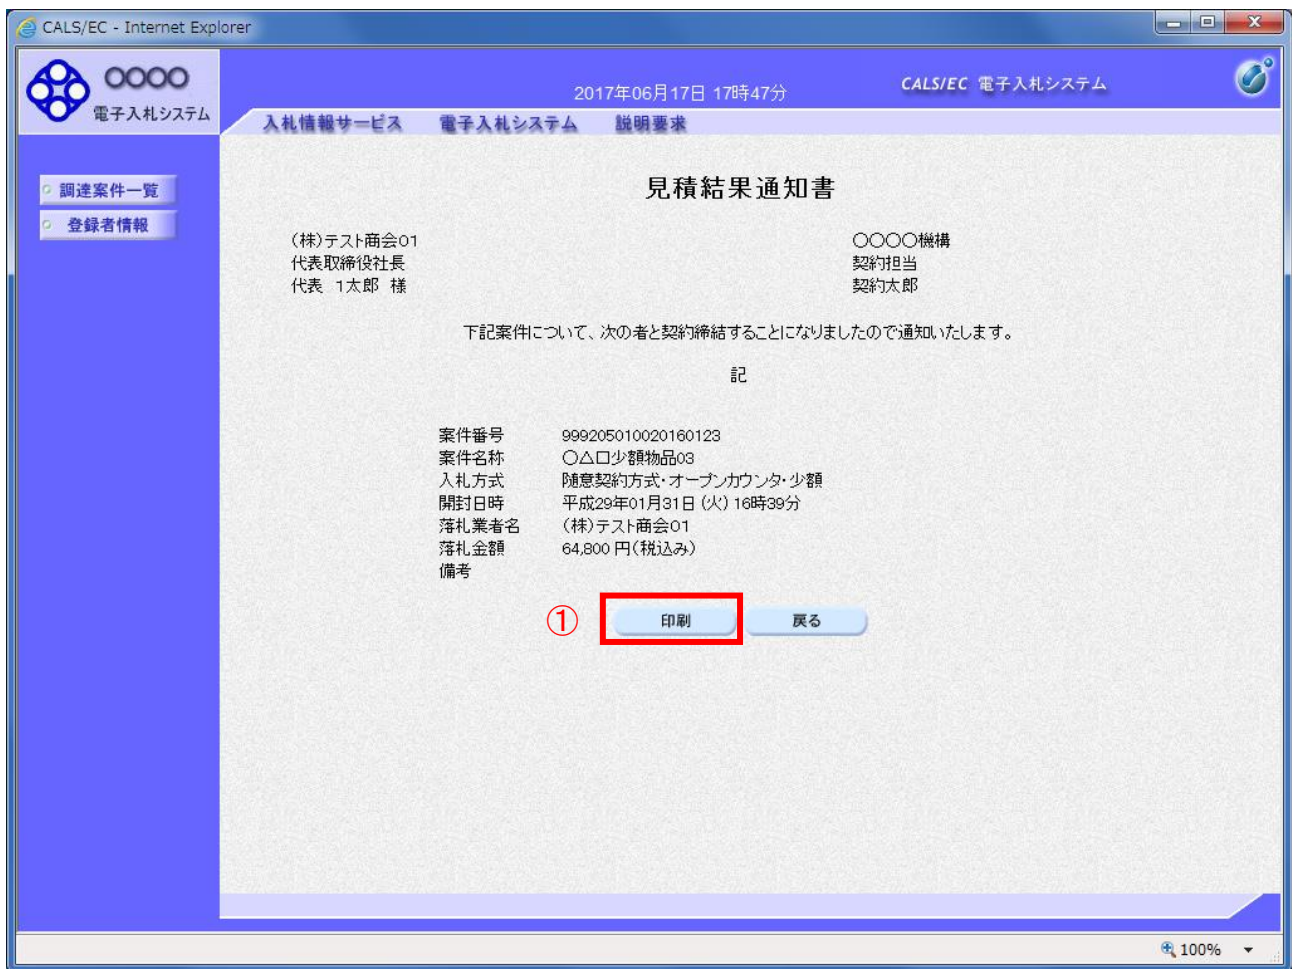 CALS/EC - Internet Explorer
〇〇〇〇
電子入札システム
2017年06月17日 17時47分
CALS/EC 電子入札システム
入札情報サービス 電子入札システム 説明要求
調達案件一覧
登録者情報
見積結果通知書
(株)テスト商会01
代表取締役社長
代表 1太郎 様
〇〇〇〇機構
契約担当
契約太郎
下記案件について、次の者と契約締結することになりましたので通知いたします。
記
案件番号 999205010020160123
案件名称 〇△口少額物品03
入札方式 随意契約方式・オープンカウンタ・少額
開封日時 平成29年01月31日(火)16時39分
落札業者名 (株)テスト商会01
落札金額 64,800 円(税込み)
備考
① 印刷 戻る
100%